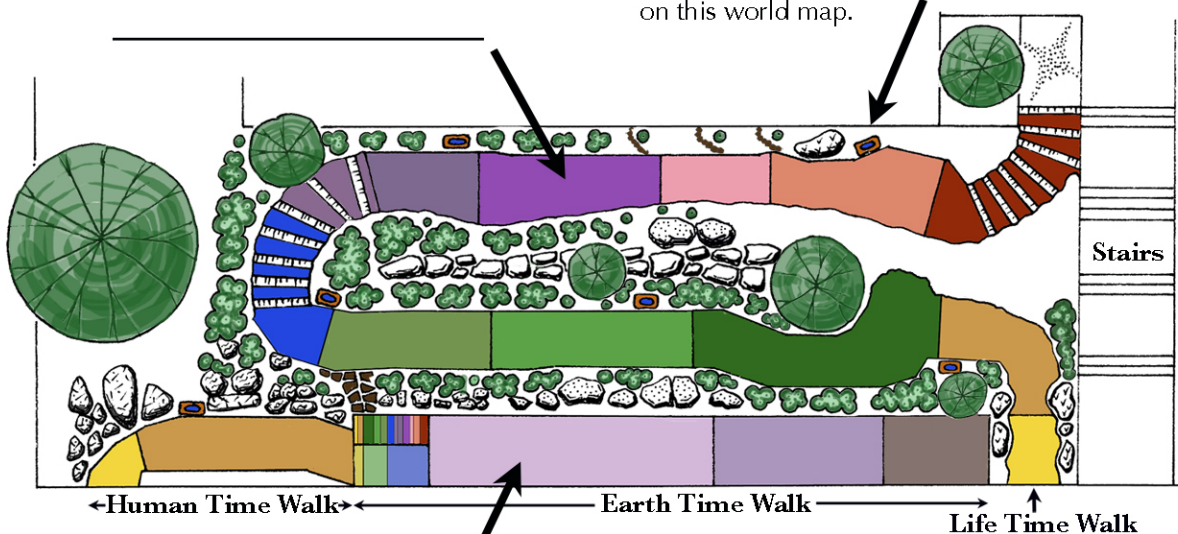 on this world map.
Stairs
Human Time Walk
Earth Time Walk
Life Time Walk